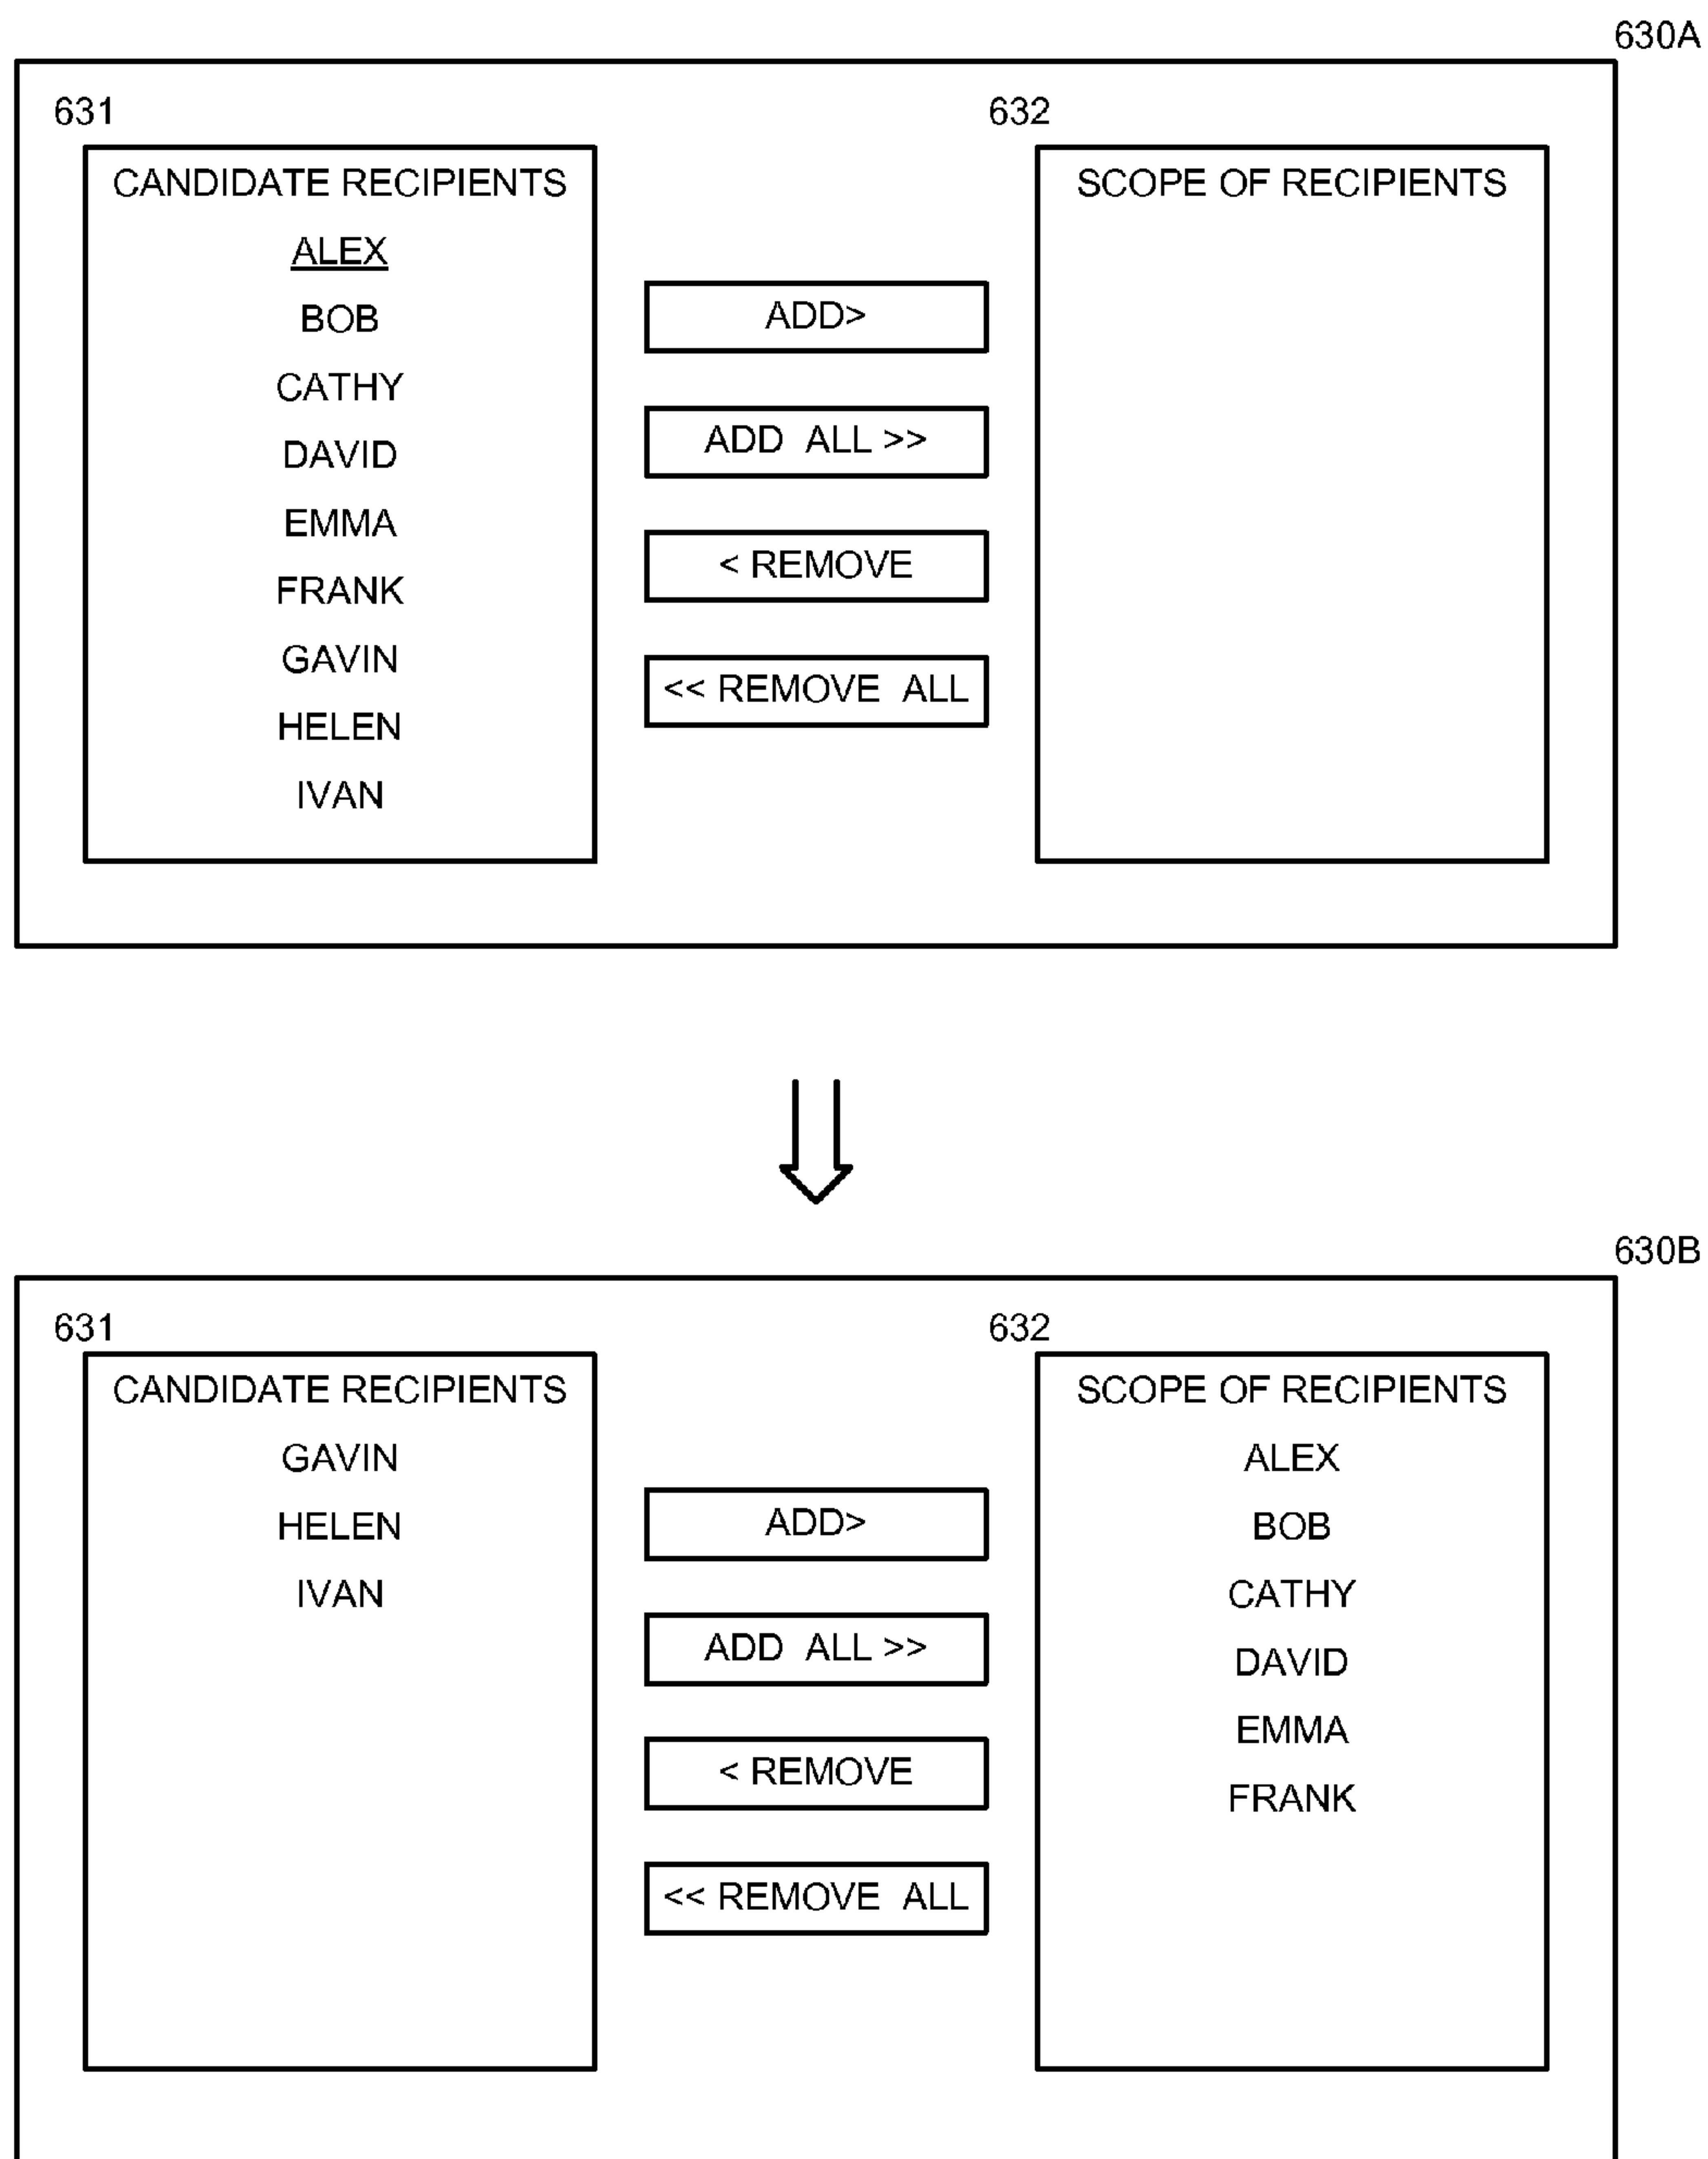 630A
631
632
CANDIDATE RECIPIENTS
ALEX
BOB
CATHY
DAVID
EMMA
FRANK
GAVIN
HELEN
IVAN
ADD>
ADD ALL >>
< REMOVE
<< REMOVE ALL
SCOPE OF RECIPIENTS
630B
631
632
CANDIDATE RECIPIENTS
GAVIN
HELEN
IVAN
ADD>
ADD ALL >>
< REMOVE
<< REMOVE ALL
SCOPE OF RECIPIENTS
ALEX
BOB
CATHY
DAVID
EMMA
FRANK